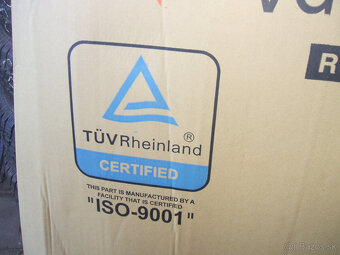 R
TÜVRheinland®
CERTIFIED
THIS PART IS MANUFACTURED BY A
FACILITY THAT IS CERTIFIED
"ISO-9001"